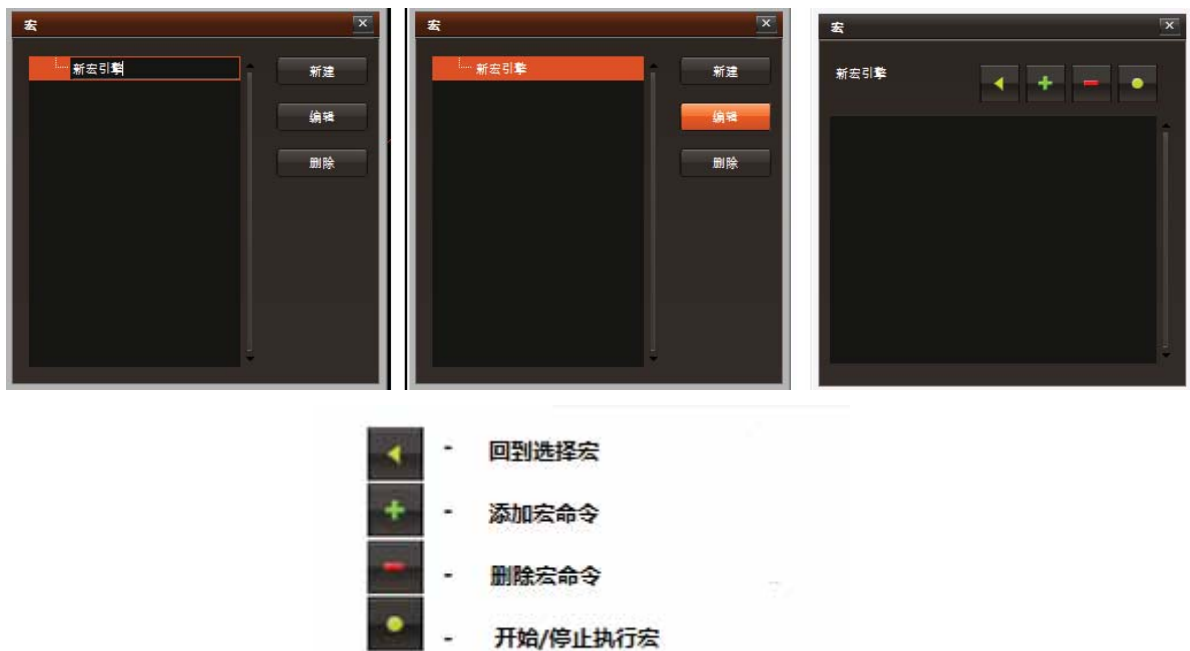 宏
新宏引擎
新建
编辑
删除
宏
新宏引擎
新建
编辑
删除
宏
新宏引擎
- 回到选择宏
- 添加宏命令
- 删除宏命令
- 开始/停止执行宏